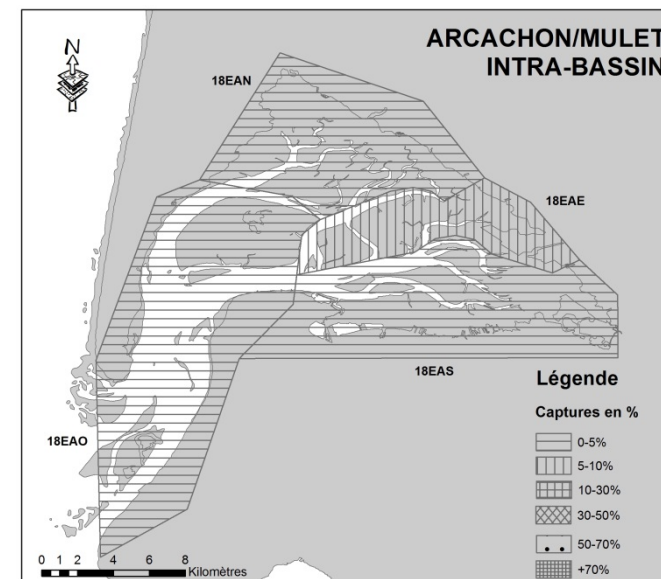 ARCACHON/MULET
INTRA-BASSIN
N
18EAN
18EAE
18EAS
18EAO
Légende
Captures en %
0-5%
5-10%
10-30%
30-50%
50-70%
+70%
0 1 2 4 6 8
Kilomètres